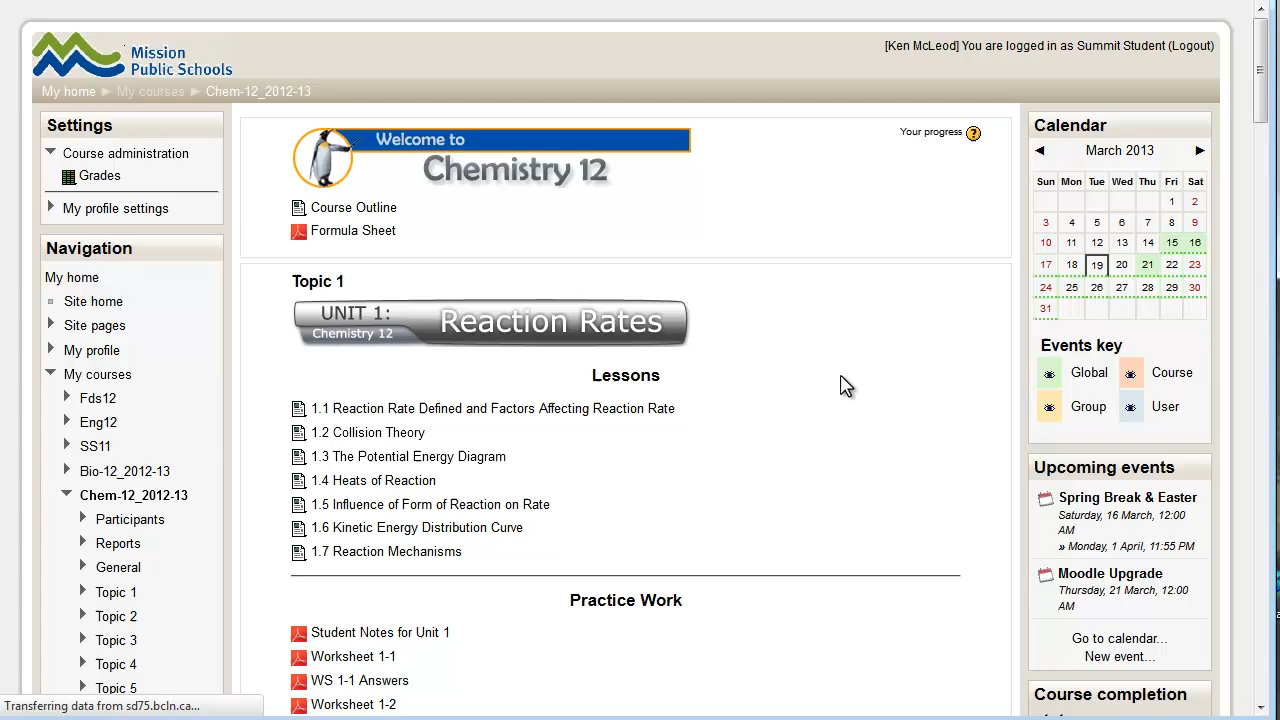 Mission
Public Schools
[Ken McLeod] You are logged in as Summit Student (Logout)
My home ► My courses ► Chem-12_2012-13
Settings
Course administration
Grades
My profile settings
Navigation
My home
Site home
Site pages
My profile
My courses
Fds12
Eng12
SS11
Bio-12_2012-13
Chem-12_2012-13
Participants
Reports
General
Topic 1
Topic 2
Topic 3
Topic 4
Topic 5
Transferring data from sd75.bcln.ca...
Welcome to
Chemistry 12
Your progress ?
Course Outline
Formula Sheet
Topic 1
UNIT 1:
Chemistry 12
Reaction Rates
Lessons
1.1 Reaction Rate Defined and Factors Affecting Reaction Rate
1.2 Collision Theory
1.3 The Potential Energy Diagram
1.4 Heats of Reaction
1.5 Influence of Form of Reaction on Rate
1.6 Kinetic Energy Distribution Curve
1.7 Reaction Mechanisms
Practice Work
Student Notes for Unit 1
Worksheet 1-1
WS 1-1 Answers
Worksheet 1-2
Calendar
◄ March 2013 ►
Sun Mon Tue Wed Thu Fri Sat
1 2
3 4 5 6 7 8 9
10 11 12 13 14 15 16
17 18 19 20 21 22 23
24 25 26 27 28 29 30
31
Events key
Global Course
Group User
Upcoming events
Spring Break & Easter
Saturday, 16 March, 12:00
AM
» Monday, 1 April, 11:55 PM
Moodle Upgrade
Thursday, 21 March, 12:00
AM
Go to calendar...
New event...
Course completion